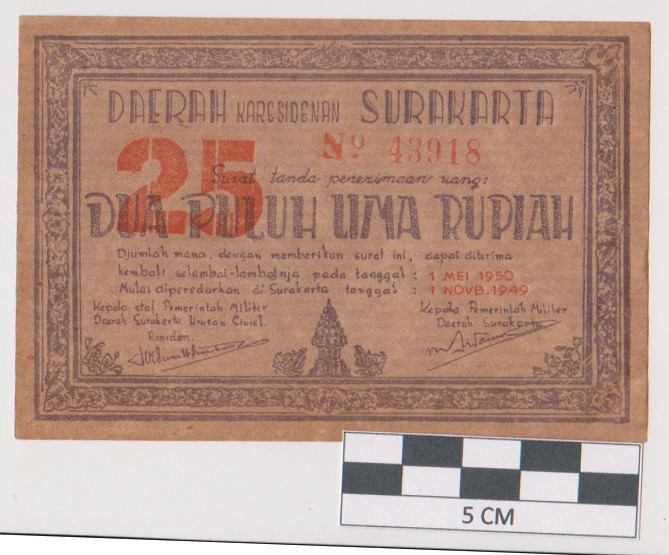 DAERAH KARESIDENAN SURAKARTA
25
Nº 43918
Surat tanda penerimaan uang:
DUA PULUH LIMA RUPIAH
Djumlah mana, dengan memberikan surat ini, dapat diterima
kembali selambat-lambatnja pada tanggal : 1 MEI 1950
Mulai diperedarkan di Surakarta tanggal : 1 NOVB. 1949
Kepala staf Pemerintah Militer
Daerah Surakarta Urusan Civiel.
Residen.
Kepala Pemerintah Militer
Daerah Surakarta
5 CM